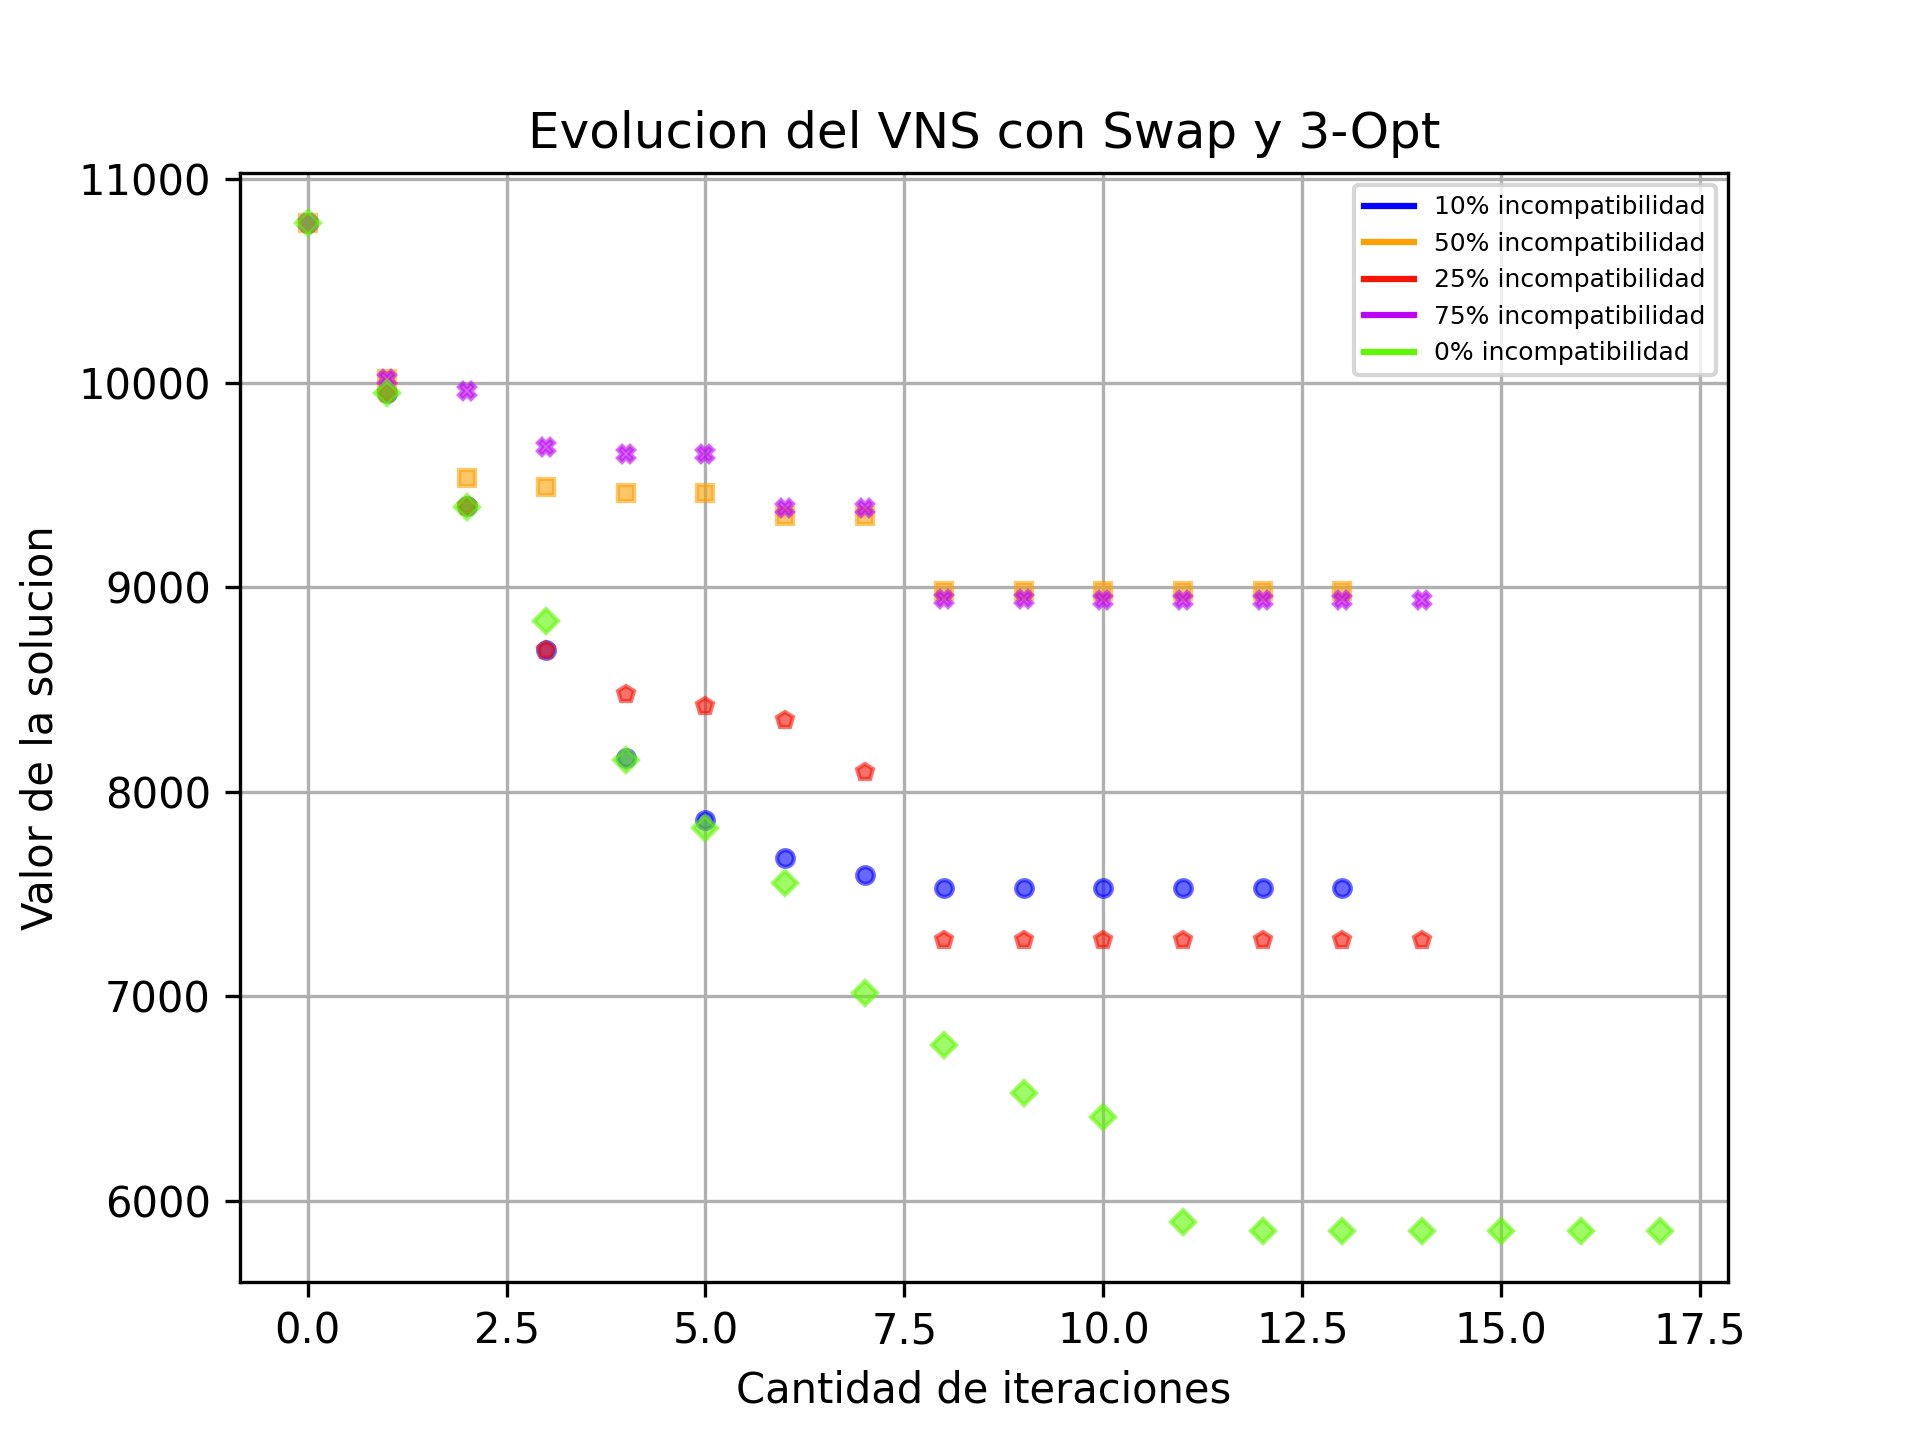 Evolucion del VNS con Swap y 3-Opt
11000
10000
9000
8000
7000
6000
Valor de la solucion
10% incompatibilidad
50% incompatibilidad
25% incompatibilidad
75% incompatibilidad
0% incompatibilidad
0.0 2.5 5.0 7.5 10.0 12.5 15.0 17.5
Cantidad de iteraciones